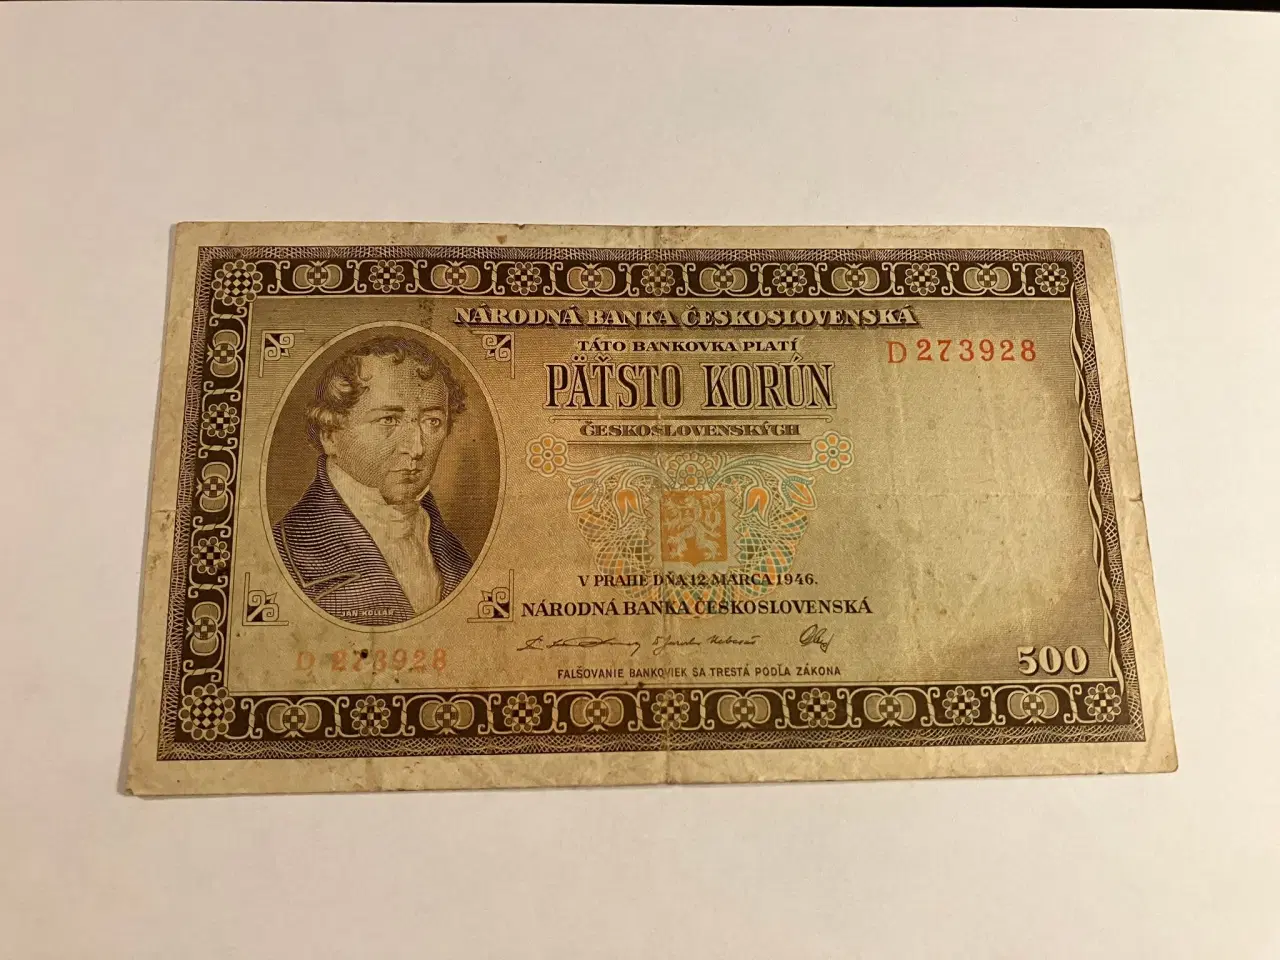 NÁRODNÁ BANKA ČESKOSLOVENSKÁ
TÁTO BANKOVKA PLATÍ
D 273928
PÄŤSTO KORÚN
ČESKOSLOVENSKÝCH
V PRAHE DŇA 12 MARCA 1946.
NÁRODNÁ BANKA ČESKOSLOVENSKÁ
JÁN KOLLÁR
D 273928
FALŠOVANIE BANKOVIEK SA TRESTÁ PODĽA ZÁKONA
500